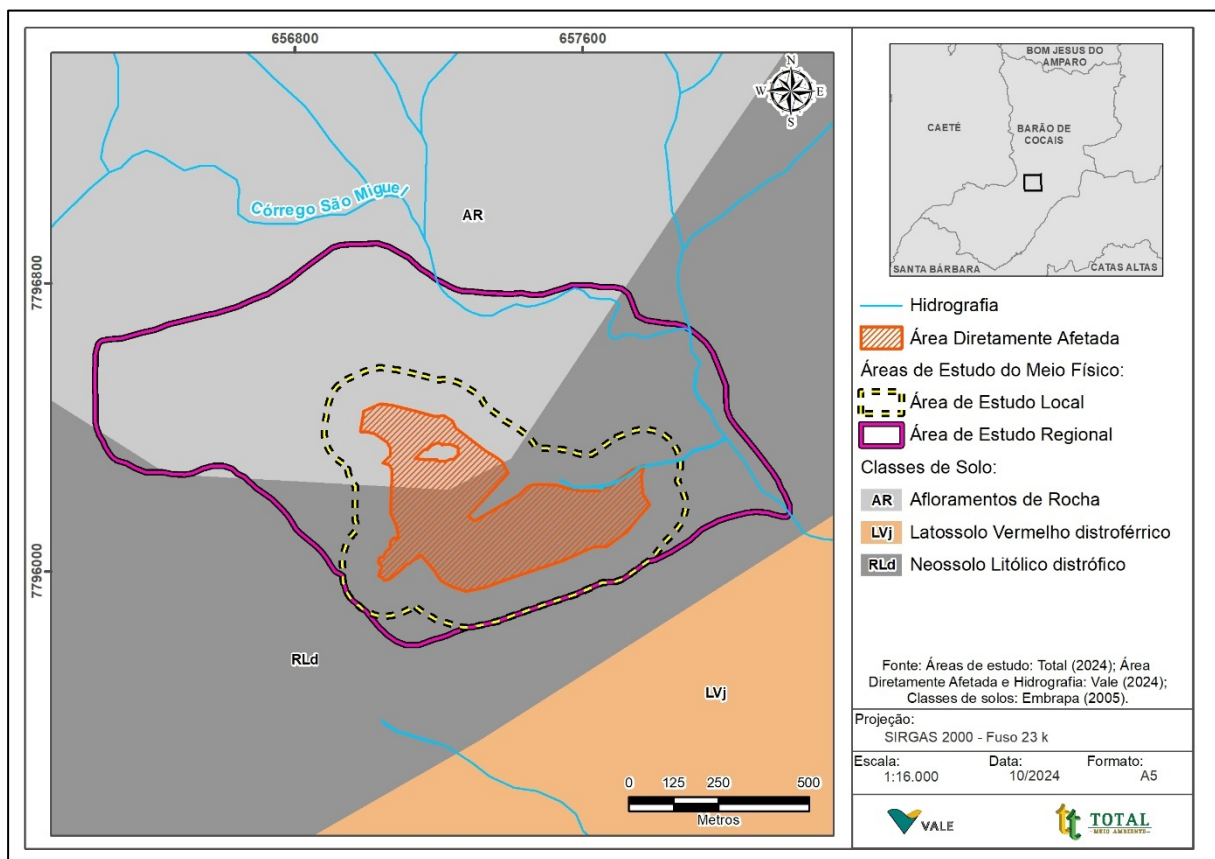 656800
657600
7796800
7796000
N
W
E
S
Córrego São Miguel
AR
RLd
LVj
0 125 250 500
Metros
BOM JESUS DO
AMPARO
CAETÉ
BARÃO DE
COCAIS
SANTA BÁRBARA
CATAS ALTAS
Hidrografia
Área Diretamente Afetada
Áreas de Estudo do Meio Físico:
Área de Estudo Local
Área de Estudo Regional
Classes de Solo:
AR Afloramentos de Rocha
LVj Latossolo Vermelho distroférrico
RLd Neossolo Litólico distrófico
Fonte: Áreas de estudo: Total (2024); Área
Diretamente Afetada e Hidrografia: Vale (2024);
Classes de solos: Embrapa (2005).
Projeção:
SIRGAS 2000 - Fuso 23 k
Escala: Data: Formato:
1:16.000 10/2024 A5
VALE
TOTAL
MEIO AMBIENTE